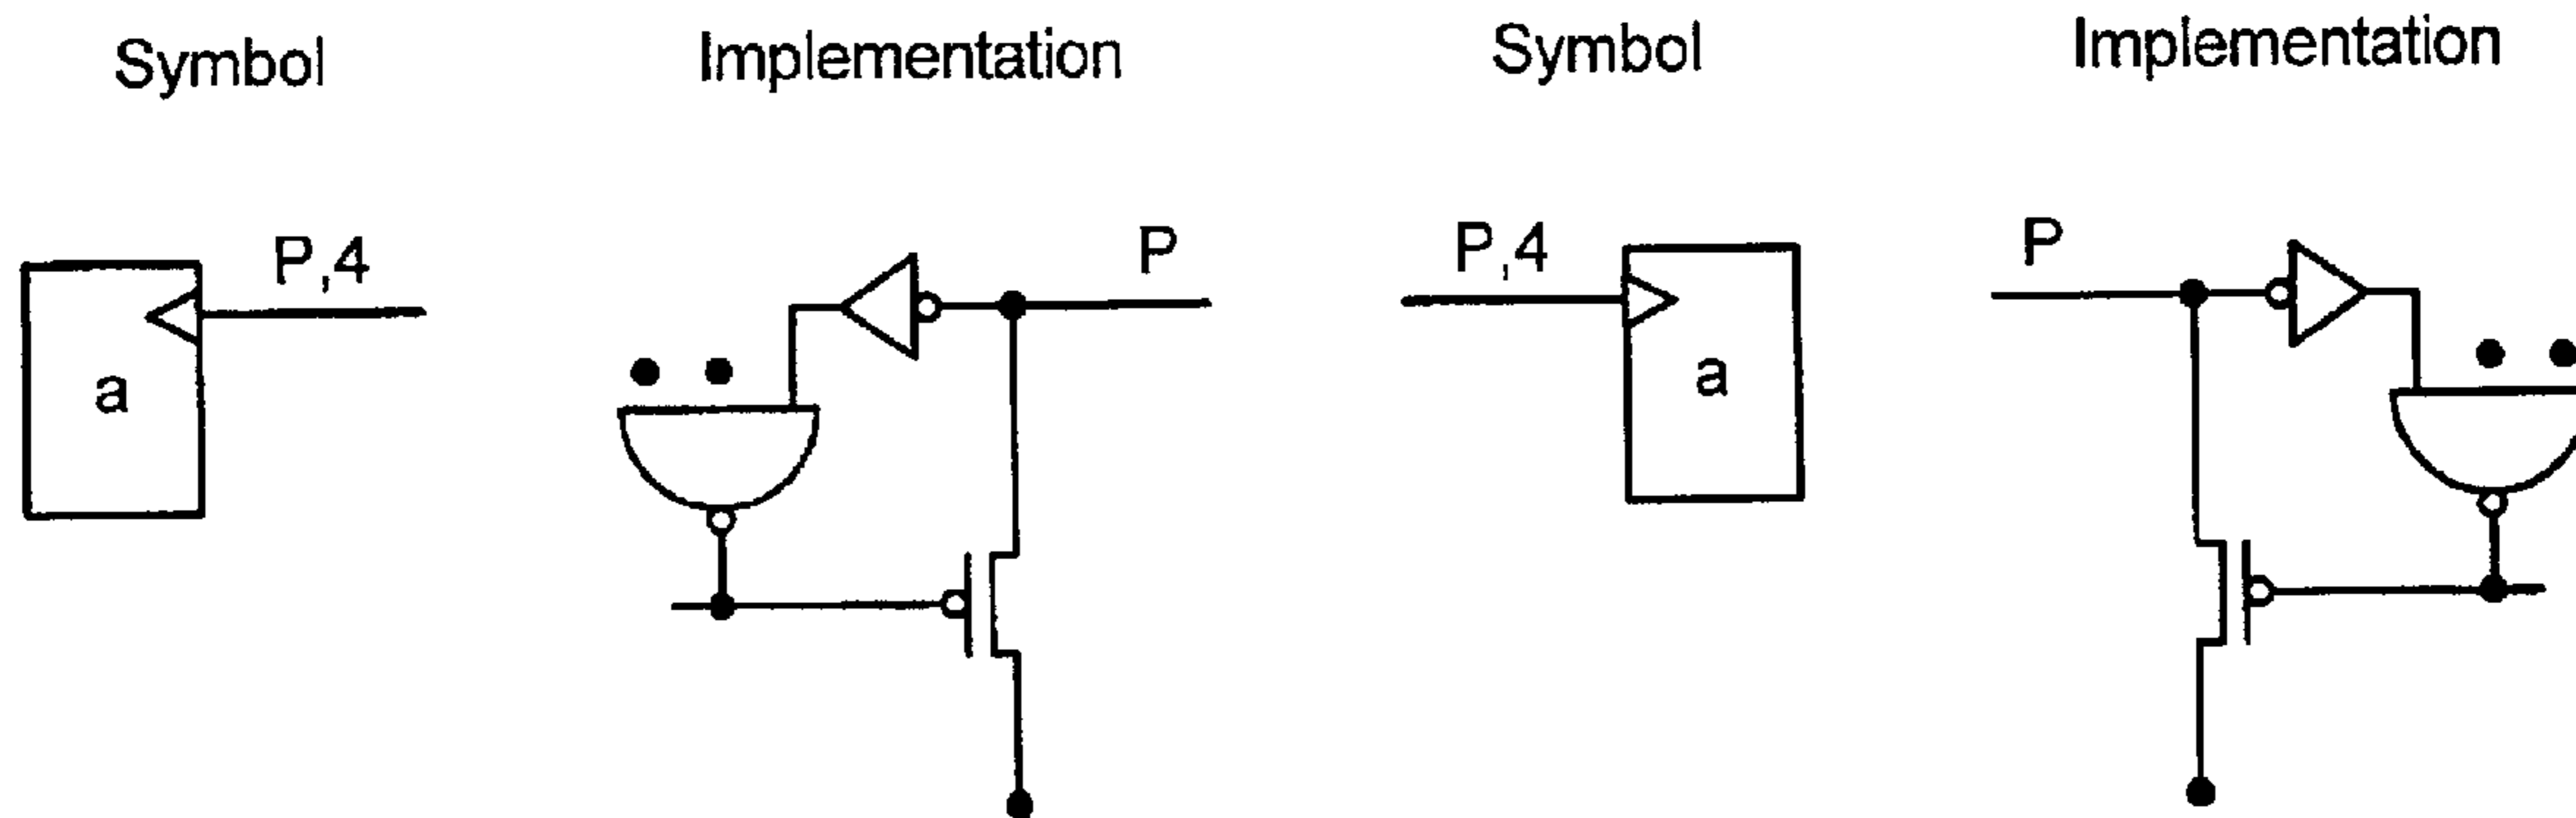 Symbol
Implementation
Symbol
Implementation
P,4
P
P,4
P
a
a